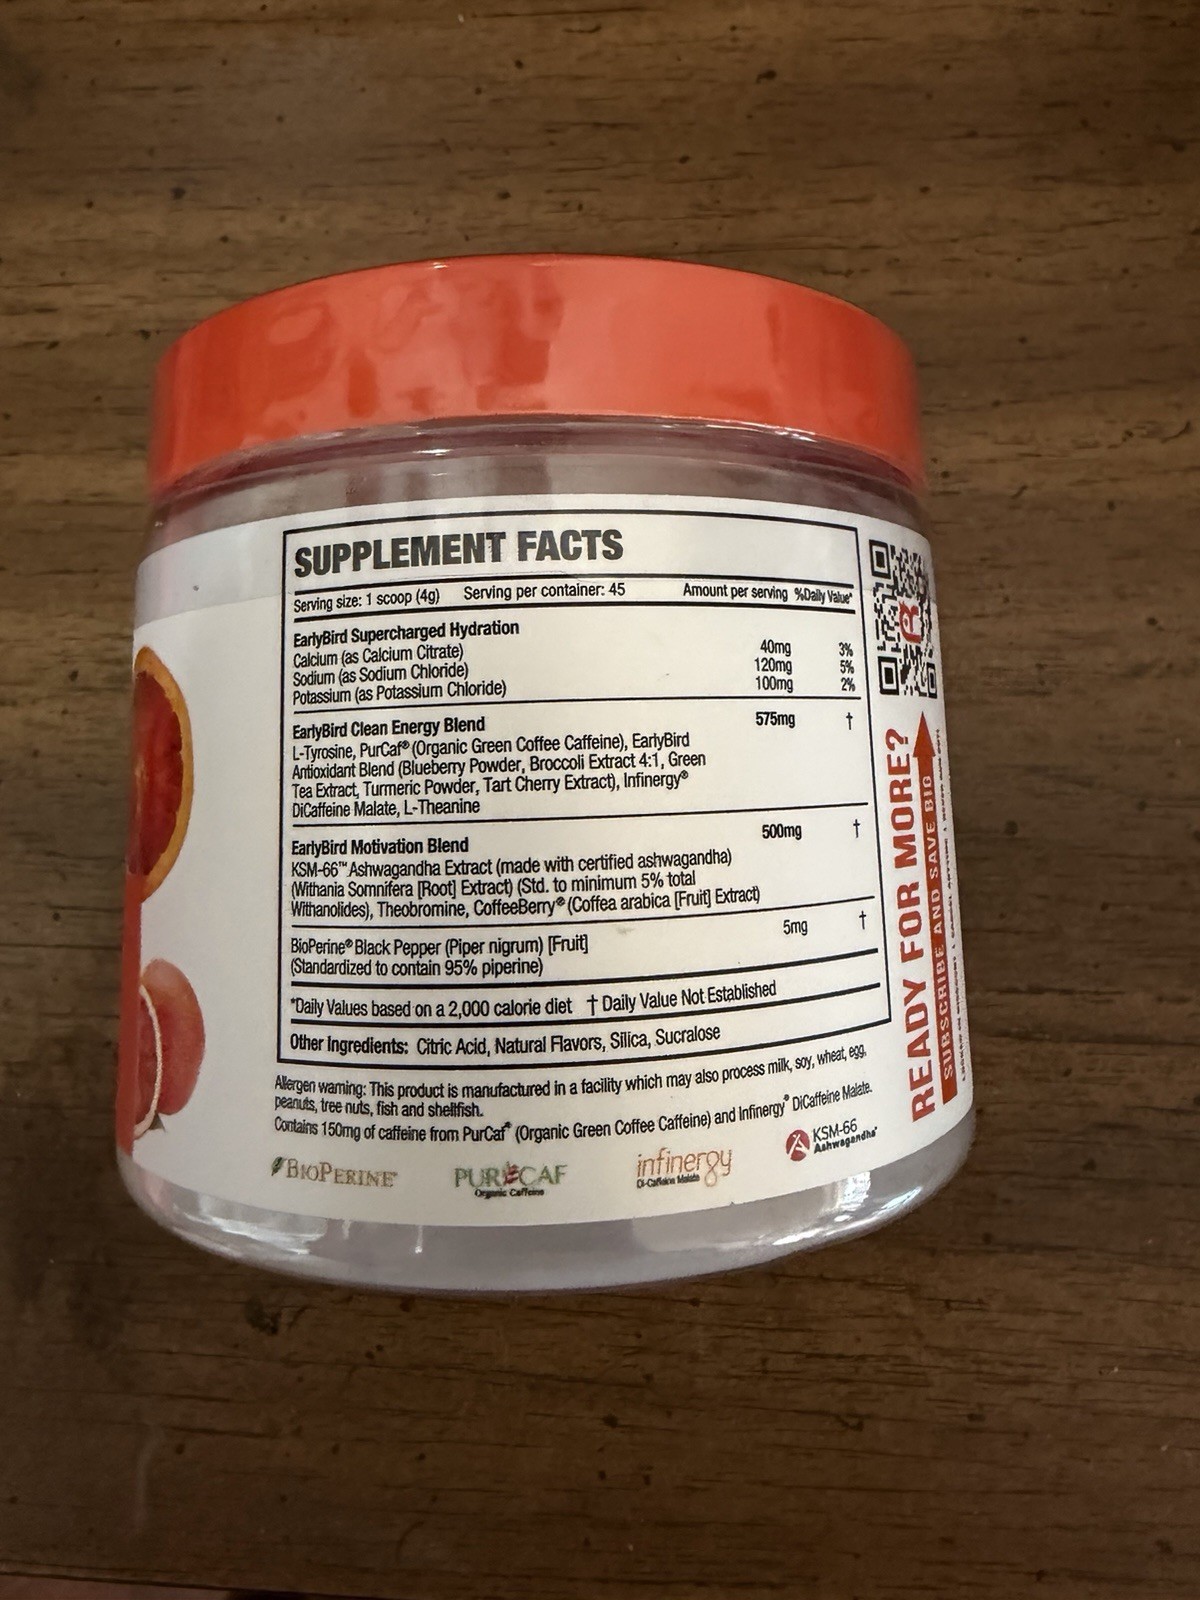 SUPPLEMENT FACTS
Serving size: 1 scoop (4g) Serving per container: 45 Amount per serving %Daily Value*
EarlyBird Supercharged Hydration
Calcium (as Calcium Citrate) 40mg 3%
Sodium (as Sodium Chloride) 120mg 5%
Potassium (as Potassium Chloride) 100mg 2%
EarlyBird Clean Energy Blend 575mg †
L-Tyrosine, PurCaf® (Organic Green Coffee Caffeine), EarlyBird
Antioxidant Blend (Blueberry Powder, Broccoli Extract 4:1, Green
Tea Extract, Turmeric Powder, Tart Cherry Extract), Infinergy®
DiCaffeine Malate, L-Theanine
EarlyBird Motivation Blend 500mg †
KSM-66™ Ashwagandha Extract (made with certified ashwagandha)
(Withania Somnifera [Root] Extract) (Std. to minimum 5% total
Withanolides), Theobromine, CoffeeBerry® (Coffea arabica [Fruit] Extract)
BioPerine® Black Pepper (Piper nigrum) [Fruit] 5mg †
(Standardized to contain 95% piperine)
*Daily Values based on a 2,000 calorie diet † Daily Value Not Established
Other Ingredients: Citric Acid, Natural Flavors, Silica, Sucralose
Allergen warning: This product is manufactured in a facility which may also process milk, soy, wheat, egg,
peanuts, tree nuts, fish and shellfish.
Contains 150mg of caffeine from PurCaf® (Organic Green Coffee Caffeine) and Infinergy® DiCaffeine Malate.
BIOPERINE®
PURCAF
Organic Caffeine
infinergy
Di-Caffeine Malate
KSM-66
Ashwagandha®
READY FOR MORE?
SUBSCRIBE AND SAVE BIG